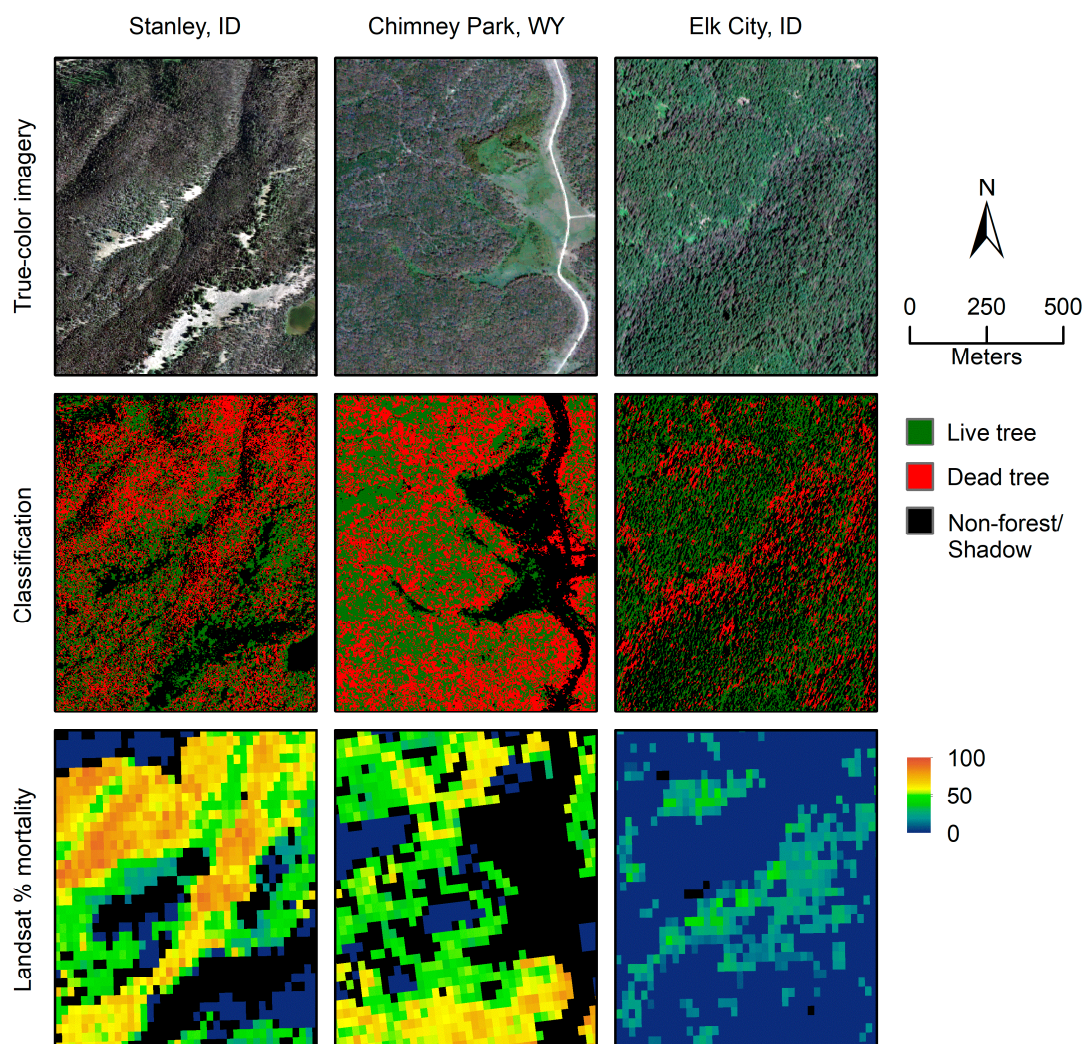 Stanley, ID
Chimney Park, WY
Elk City, ID
True-color imagery
N
0 250 500
Meters
Classification
Live tree
Dead tree
Non-forest/
Shadow
Landsat % mortality
100
50
0